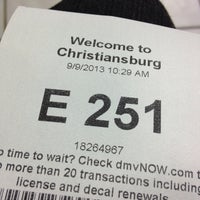 Welcome to
Christiansburg
9/9/2013 10:29 AM
E 251
18264967
o time to wait? Check dmvNOW.com t
o more than 20 transactions including
license and decal renewals